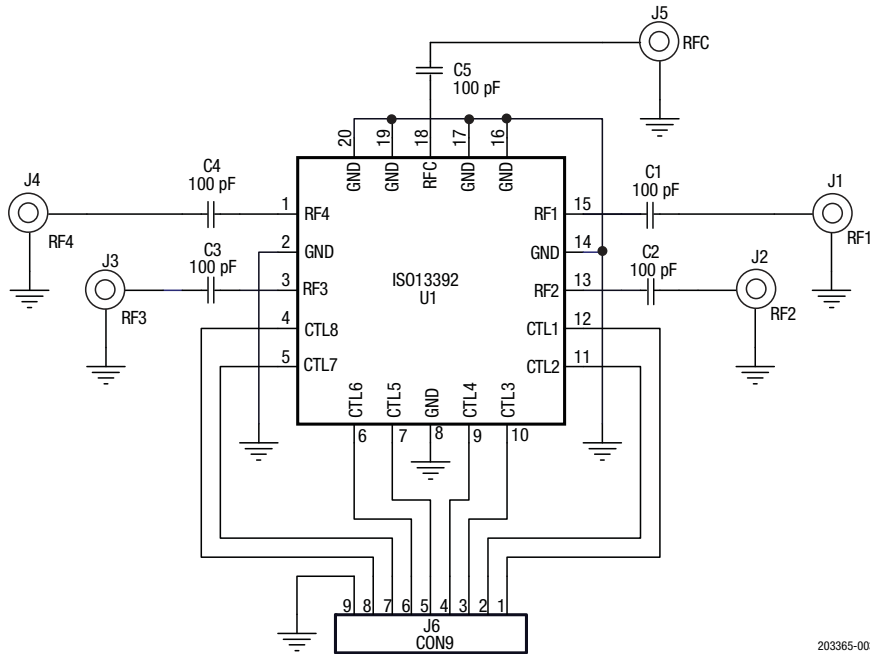 J5
RFC
C5
100 pF
20
19
18
17
16
GND
GND
RFC
GND
GND
J4
C4
100 pF
1
RF4
RF4
2
GND
J3
C3
100 pF
3
RF3
RF3
4
CTL8
5
CTL7
ISO13392
U1
RF1
15
C1
100 pF
J1
RF1
GND
14
C2
100 pF
J2
RF2
13
RF2
CTL1
12
CTL2
11
CTL6
CTL5
GND
CTL4
CTL3
6
7
8
9
10
9
8
7
6
5
4
3
2
1
J6
CON9
203365-00